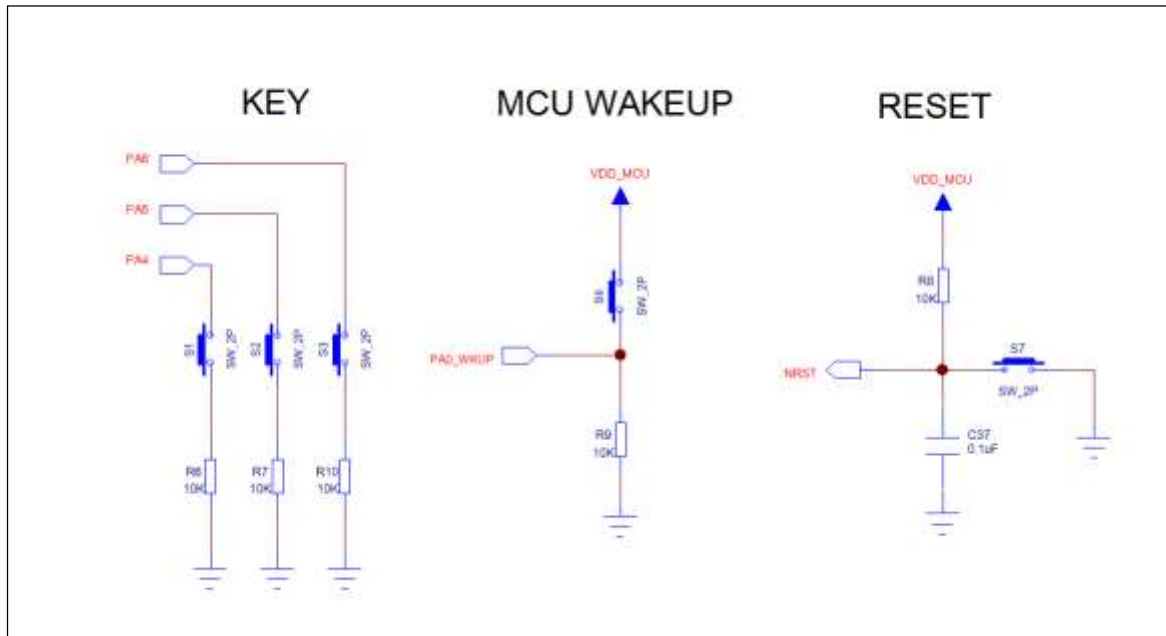 KEY
MCU WAKEUP
RESET
PA6
PA5
PA4
S1
SW_2P
S2
SW_2P
S3
SW_2P
R6
10K
R7
10K
R10
10K
VDD_MCU
SW_2P
PA0_WKUP
R9
10K
VDD_MCU
R8
10K
S7
SW_2P
NRST
C37
0.1uF